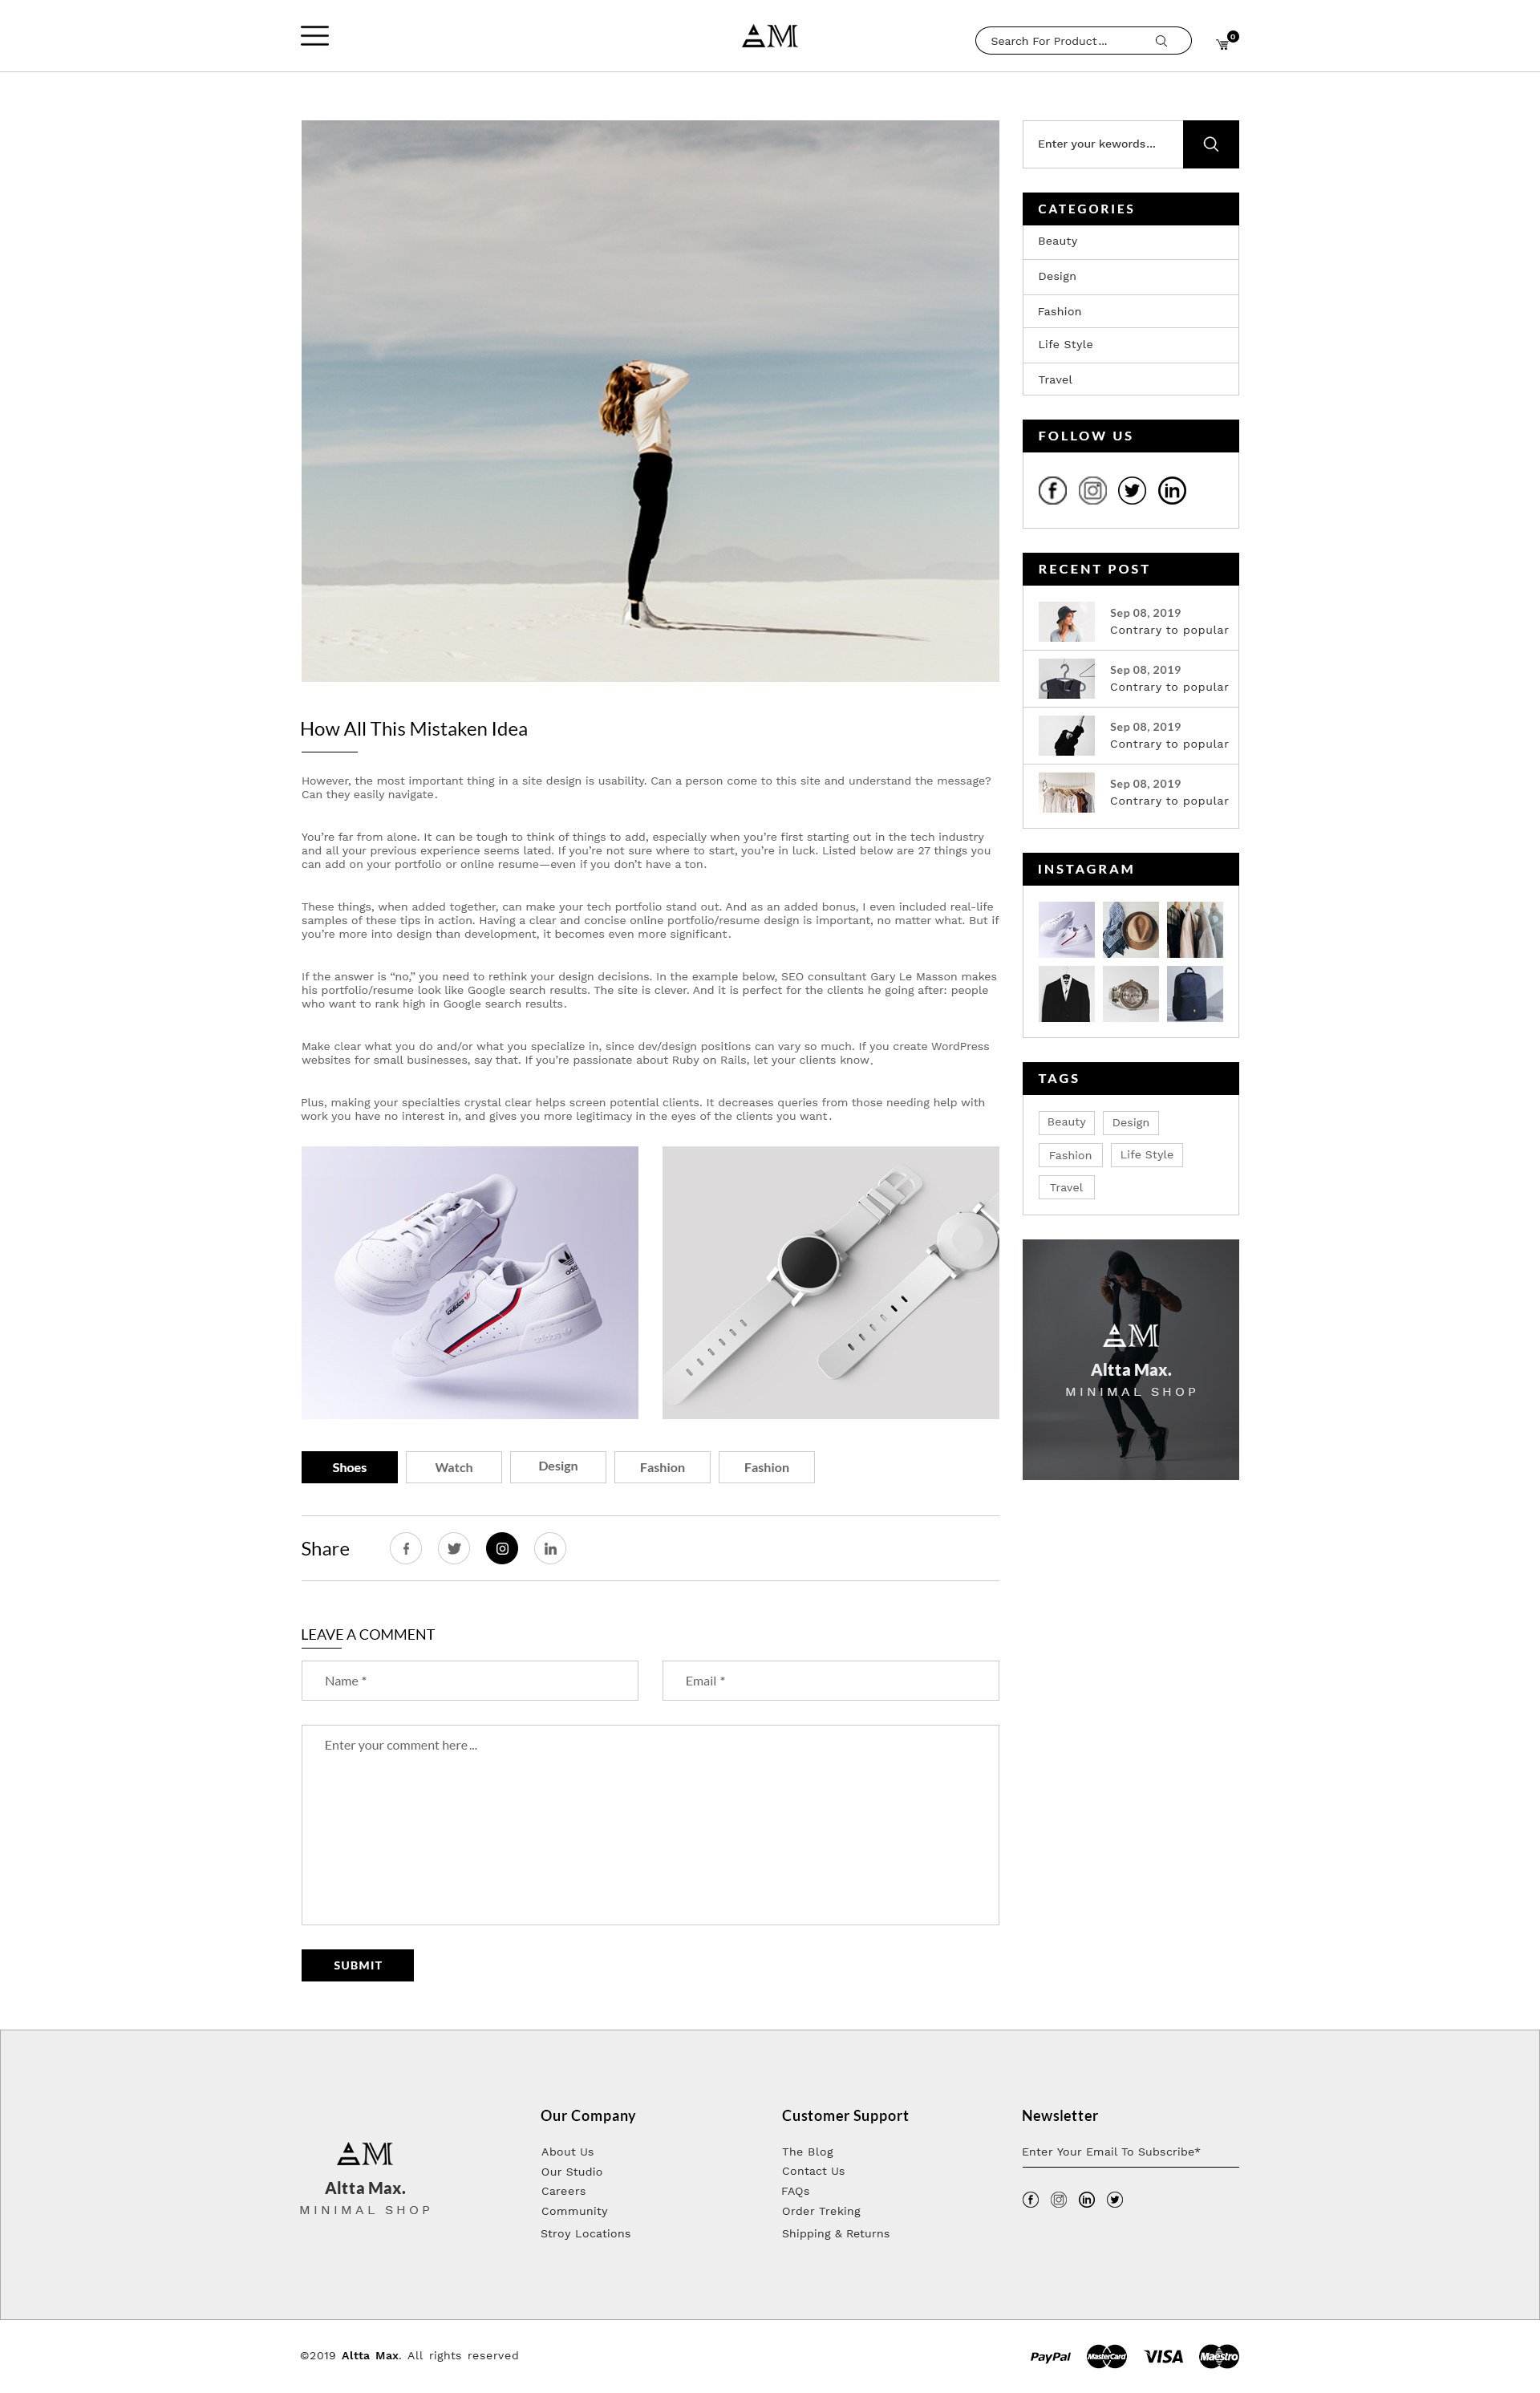 AM
Search For Product...
0
Enter your kewords...
CATEGORIES
Beauty
Design
Fashion
Life Style
Travel
FOLLOW US
RECENT POST
Sep 08, 2019
Contrary to popular
Sep 08, 2019
Contrary to popular
Sep 08, 2019
Contrary to popular
Sep 08, 2019
Contrary to popular
INSTAGRAM
TAGS
Beauty
Design
Fashion
Life Style
Travel
AM
Altta Max.
MINIMAL SHOP
How All This Mistaken Idea
However, the most important thing in a site design is usability. Can a person come to this site and understand the message?
Can they easily navigate.
You’re far from alone. It can be tough to think of things to add, especially when you’re first starting out in the tech industry
and all your previous experience seems lated. If you’re not sure where to start, you’re in luck. Listed below are 27 things you
can add on your portfolio or online resume—even if you don’t have a ton.
These things, when added together, can make your tech portfolio stand out. And as an added bonus, I even included real-life
samples of these tips in action. Having a clear and concise online portfolio/resume design is important, no matter what. But if
you’re more into design than development, it becomes even more significant.
If the answer is “no,” you need to rethink your design decisions. In the example below, SEO consultant Gary Le Masson makes
his portfolio/resume look like Google search results. The site is clever. And it is perfect for the clients he going after: people
who want to rank high in Google search results.
Make clear what you do and/or what you specialize in, since dev/design positions can vary so much. If you create WordPress
websites for small businesses, say that. If you’re passionate about Ruby on Rails, let your clients know.
Plus, making your specialties crystal clear helps screen potential clients. It decreases queries from those needing help with
work you have no interest in, and gives you more legitimacy in the eyes of the clients you want.
adidas
adidas
adidas
Shoes
Watch
Design
Fashion
Fashion
Share
LEAVE A COMMENT
Name *
Email *
Enter your comment here...
SUBMIT
AM
Altta Max.
MINIMAL SHOP
Our Company
About Us
Our Studio
Careers
Community
Stroy Locations
Customer Support
The Blog
Contact Us
FAQs
Order Treking
Shipping & Returns
Newsletter
Enter Your Email To Subscribe*
©2019 Altta Max. All rights reserved
PayPal
MasterCard
VISA
Maestro